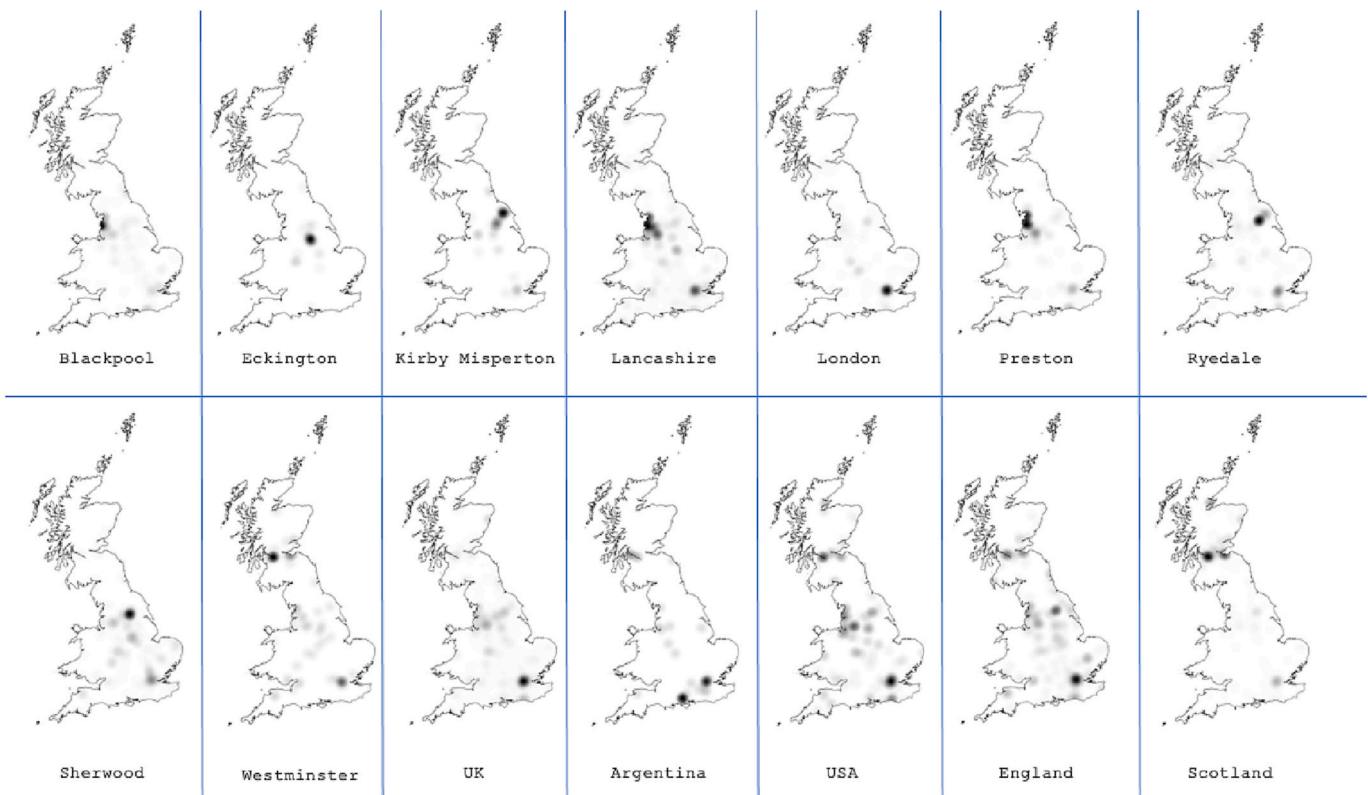 Blackpool
Eckington
Kirby Misperton
Lancashire
London
Preston
Ryedale
Sherwood
Westminster
UK
Argentina
USA
England
Scotland